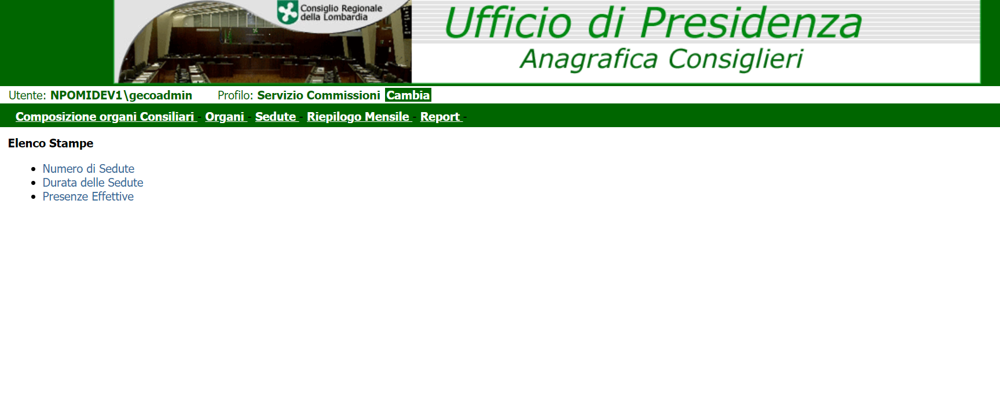 Consiglio Regionale
della Lombardia
Ufficio di Presidenza
Anagrafica Consiglieri
Utente: NPOMIDEV1\gecoadmin Profilo: Servizio Commissioni Cambia
Composizione organi Consiliari - Organi - Sedute - Riepilogo Mensile - Report -
Elenco Stampe
• Numero di Sedute
• Durata delle Sedute
• Presenze Effettive